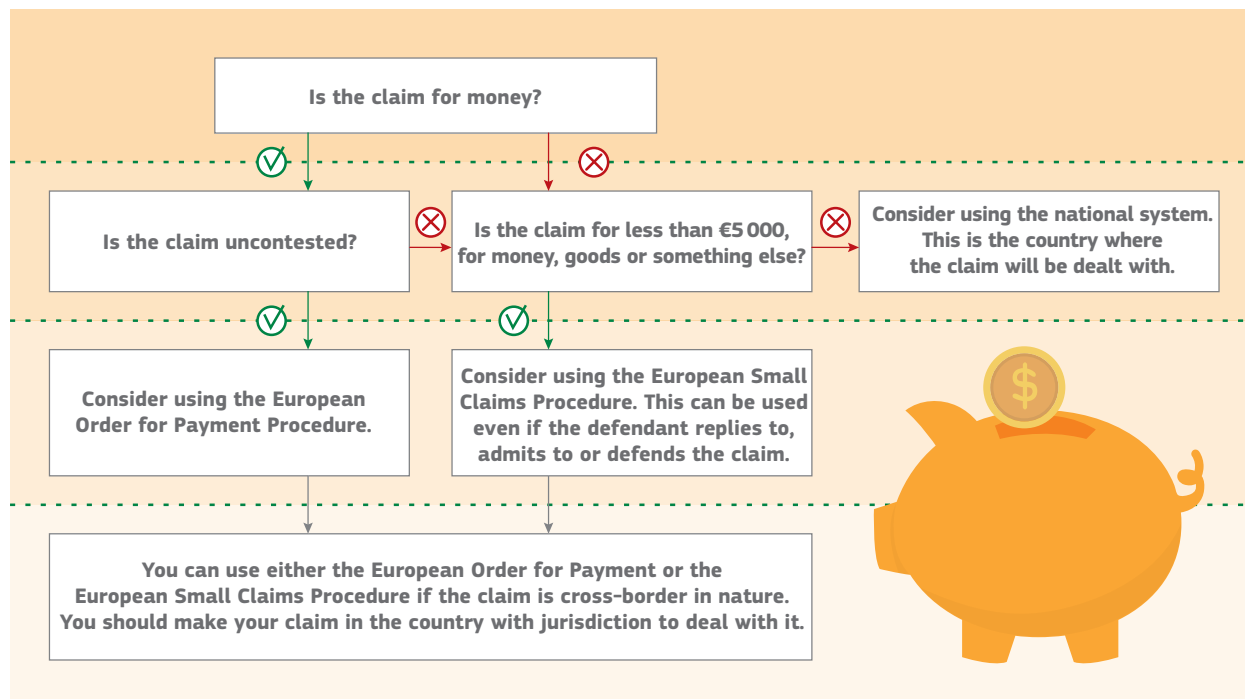 Is the claim for money?
Is the claim uncontested?
Is the claim for less than €5 000,
for money, goods or something else?
Consider using the national system.
This is the country where
the claim will be dealt with.
Consider using the European
Order for Payment Procedure.
Consider using the European Small
Claims Procedure. This can be used
even if the defendant replies to,
admits to or defends the claim.
$
You can use either the European Order for Payment or the
European Small Claims Procedure if the claim is cross-border in nature.
You should make your claim in the country with jurisdiction to deal with it.